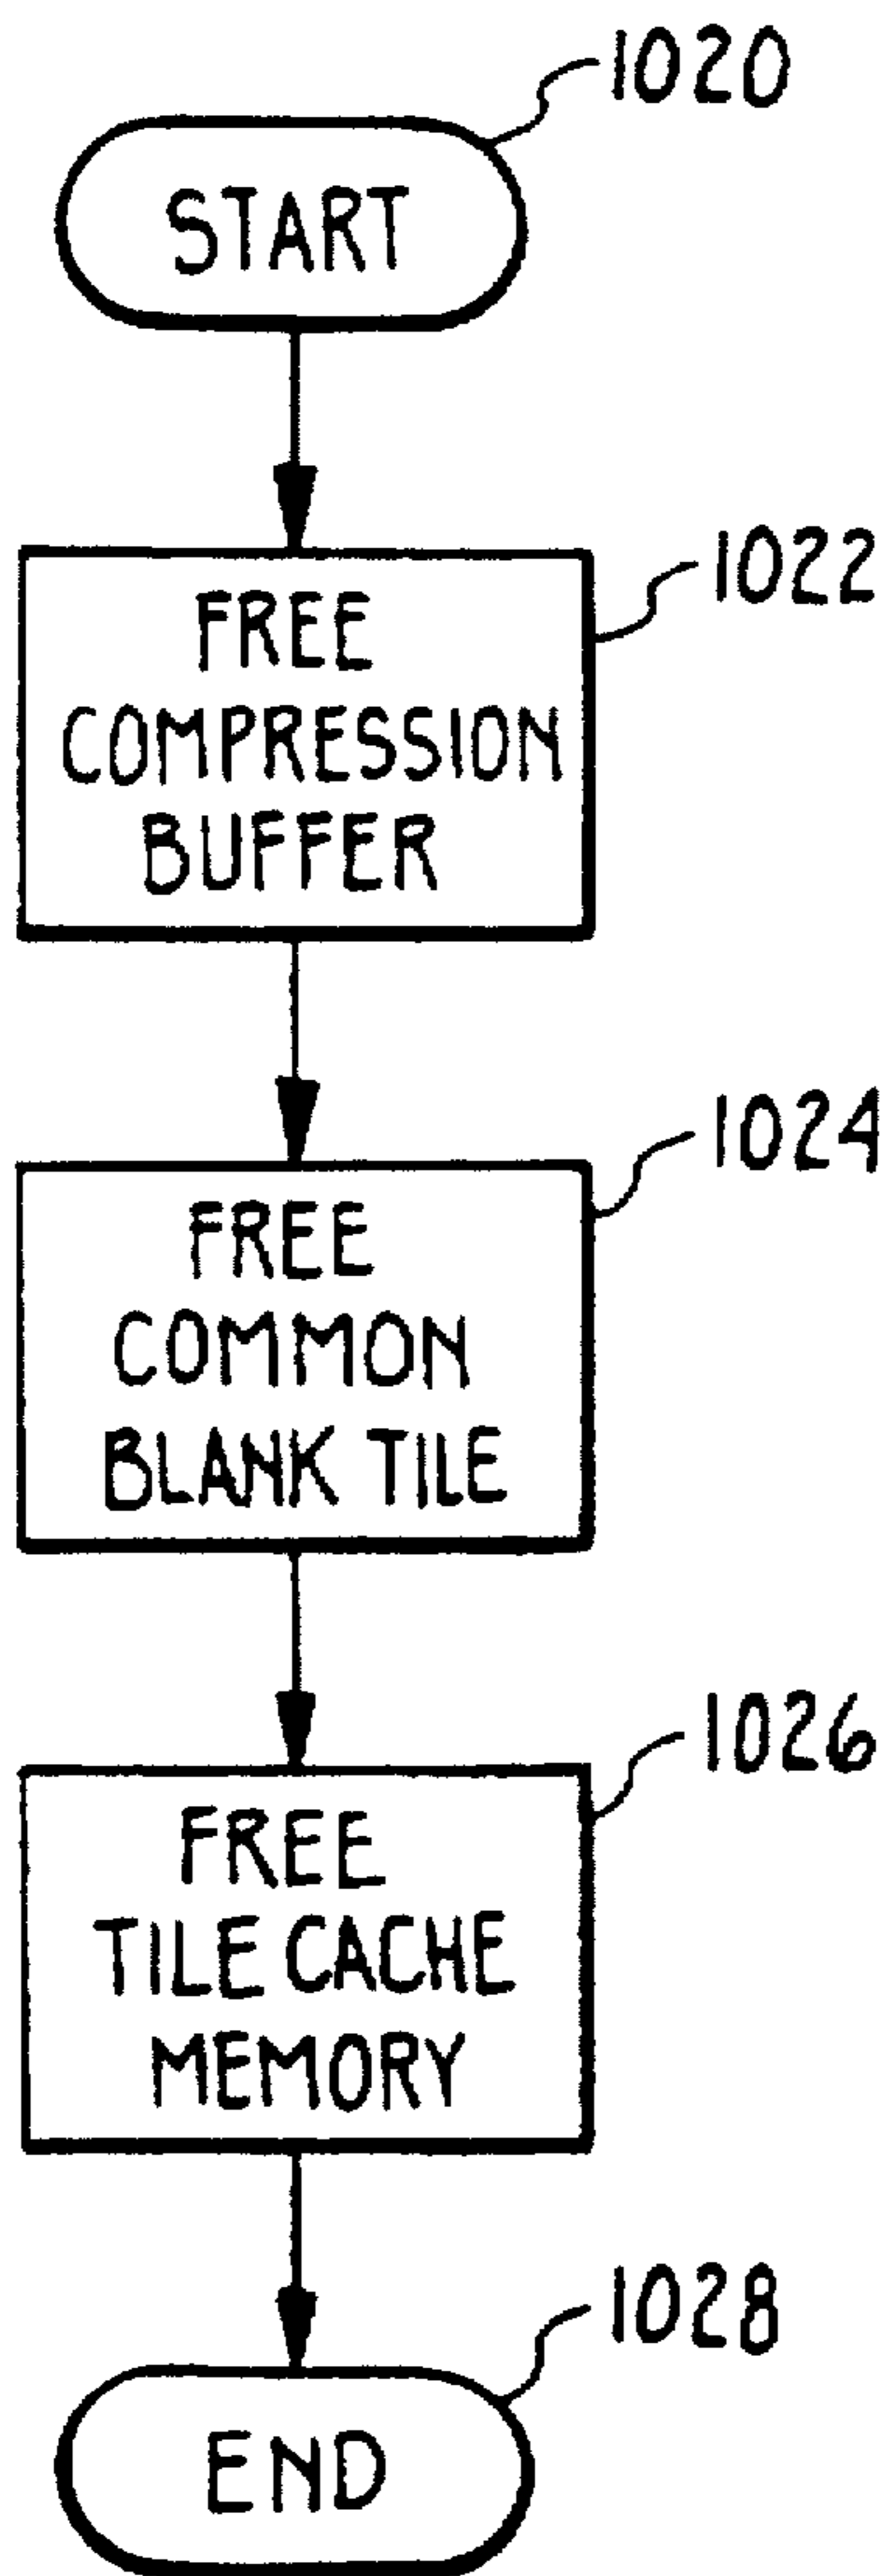 1020
START
1022
FREE
COMPRESSION
BUFFER
1024
FREE
COMMON
BLANK TILE
1026
FREE
TILE CACHE
MEMORY
1028
END